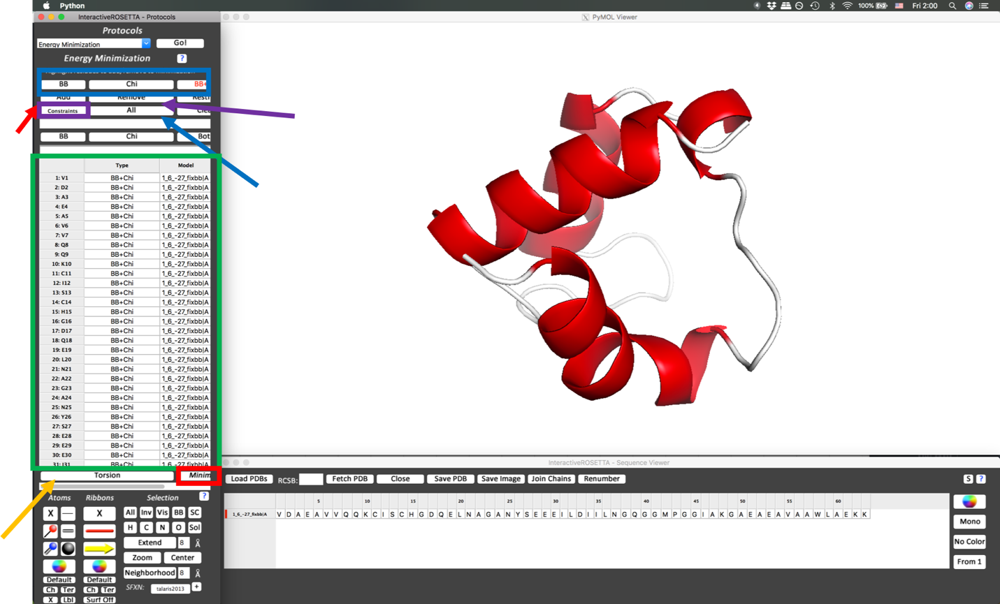 Python
100%
Fri 2:00
InteractiveROSETTA - Protocols
PyMOL Viewer
Protocols
Energy Minimization
Go!
Energy Minimization
?
BB
Chi
BB+
Add
Remove
Restr
Constraints
All
Clea
BB
Chi
Bot
Type
Model
1: V1 BB+Chi 1_6_-27_fixbb|A
2: D2 BB+Chi 1_6_-27_fixbb|A
3: A3 BB+Chi 1_6_-27_fixbb|A
4: E4 BB+Chi 1_6_-27_fixbb|A
5: A5 BB+Chi 1_6_-27_fixbb|A
6: V6 BB+Chi 1_6_-27_fixbb|A
7: V7 BB+Chi 1_6_-27_fixbb|A
8: Q8 BB+Chi 1_6_-27_fixbb|A
9: Q9 BB+Chi 1_6_-27_fixbb|A
10: K10 BB+Chi 1_6_-27_fixbb|A
11: C11 BB+Chi 1_6_-27_fixbb|A
12: I12 BB+Chi 1_6_-27_fixbb|A
13: S13 BB+Chi 1_6_-27_fixbb|A
14: C14 BB+Chi 1_6_-27_fixbb|A
15: H15 BB+Chi 1_6_-27_fixbb|A
16: G16 BB+Chi 1_6_-27_fixbb|A
17: D17 BB+Chi 1_6_-27_fixbb|A
18: Q18 BB+Chi 1_6_-27_fixbb|A
19: E19 BB+Chi 1_6_-27_fixbb|A
20: L20 BB+Chi 1_6_-27_fixbb|A
21: N21 BB+Chi 1_6_-27_fixbb|A
22: A22 BB+Chi 1_6_-27_fixbb|A
23: G23 BB+Chi 1_6_-27_fixbb|A
24: A24 BB+Chi 1_6_-27_fixbb|A
25: N25 BB+Chi 1_6_-27_fixbb|A
26: Y26 BB+Chi 1_6_-27_fixbb|A
27: S27 BB+Chi 1_6_-27_fixbb|A
28: E28 BB+Chi 1_6_-27_fixbb|A
29: E29 BB+Chi 1_6_-27_fixbb|A
30: E30 BB+Chi 1_6_-27_fixbb|A
31: I31 BB+Chi 1_6_-27_fixbb|A
Torsion
Minim
Atoms
Ribbons
Selection
?
X
X
All Inv Vis BB SC
H C N O Sol
Extend 8 Å
Zoom Center
Neighborhood 8 Å
Default
Default
SFXN: talaris2013 +
Ch Ter
Ch Ter
X Lbl
Surf Off
InteractiveROSETTA - Sequence Viewer
Load PDBs
RCSB:
Fetch PDB
Close
Save PDB
Save Image
Join Chains
Renumber
S ?
5 10 15 20 25 30 35 40 45 50 55 60
1_6_-27_fixbb|A V D A E A V V Q Q K C I S C H G D Q E L N A G A N Y S E E E I L D I I L N G Q G G M P G G I A K G A E A E A V A A W L A E K K
Mono
No Color
From 1